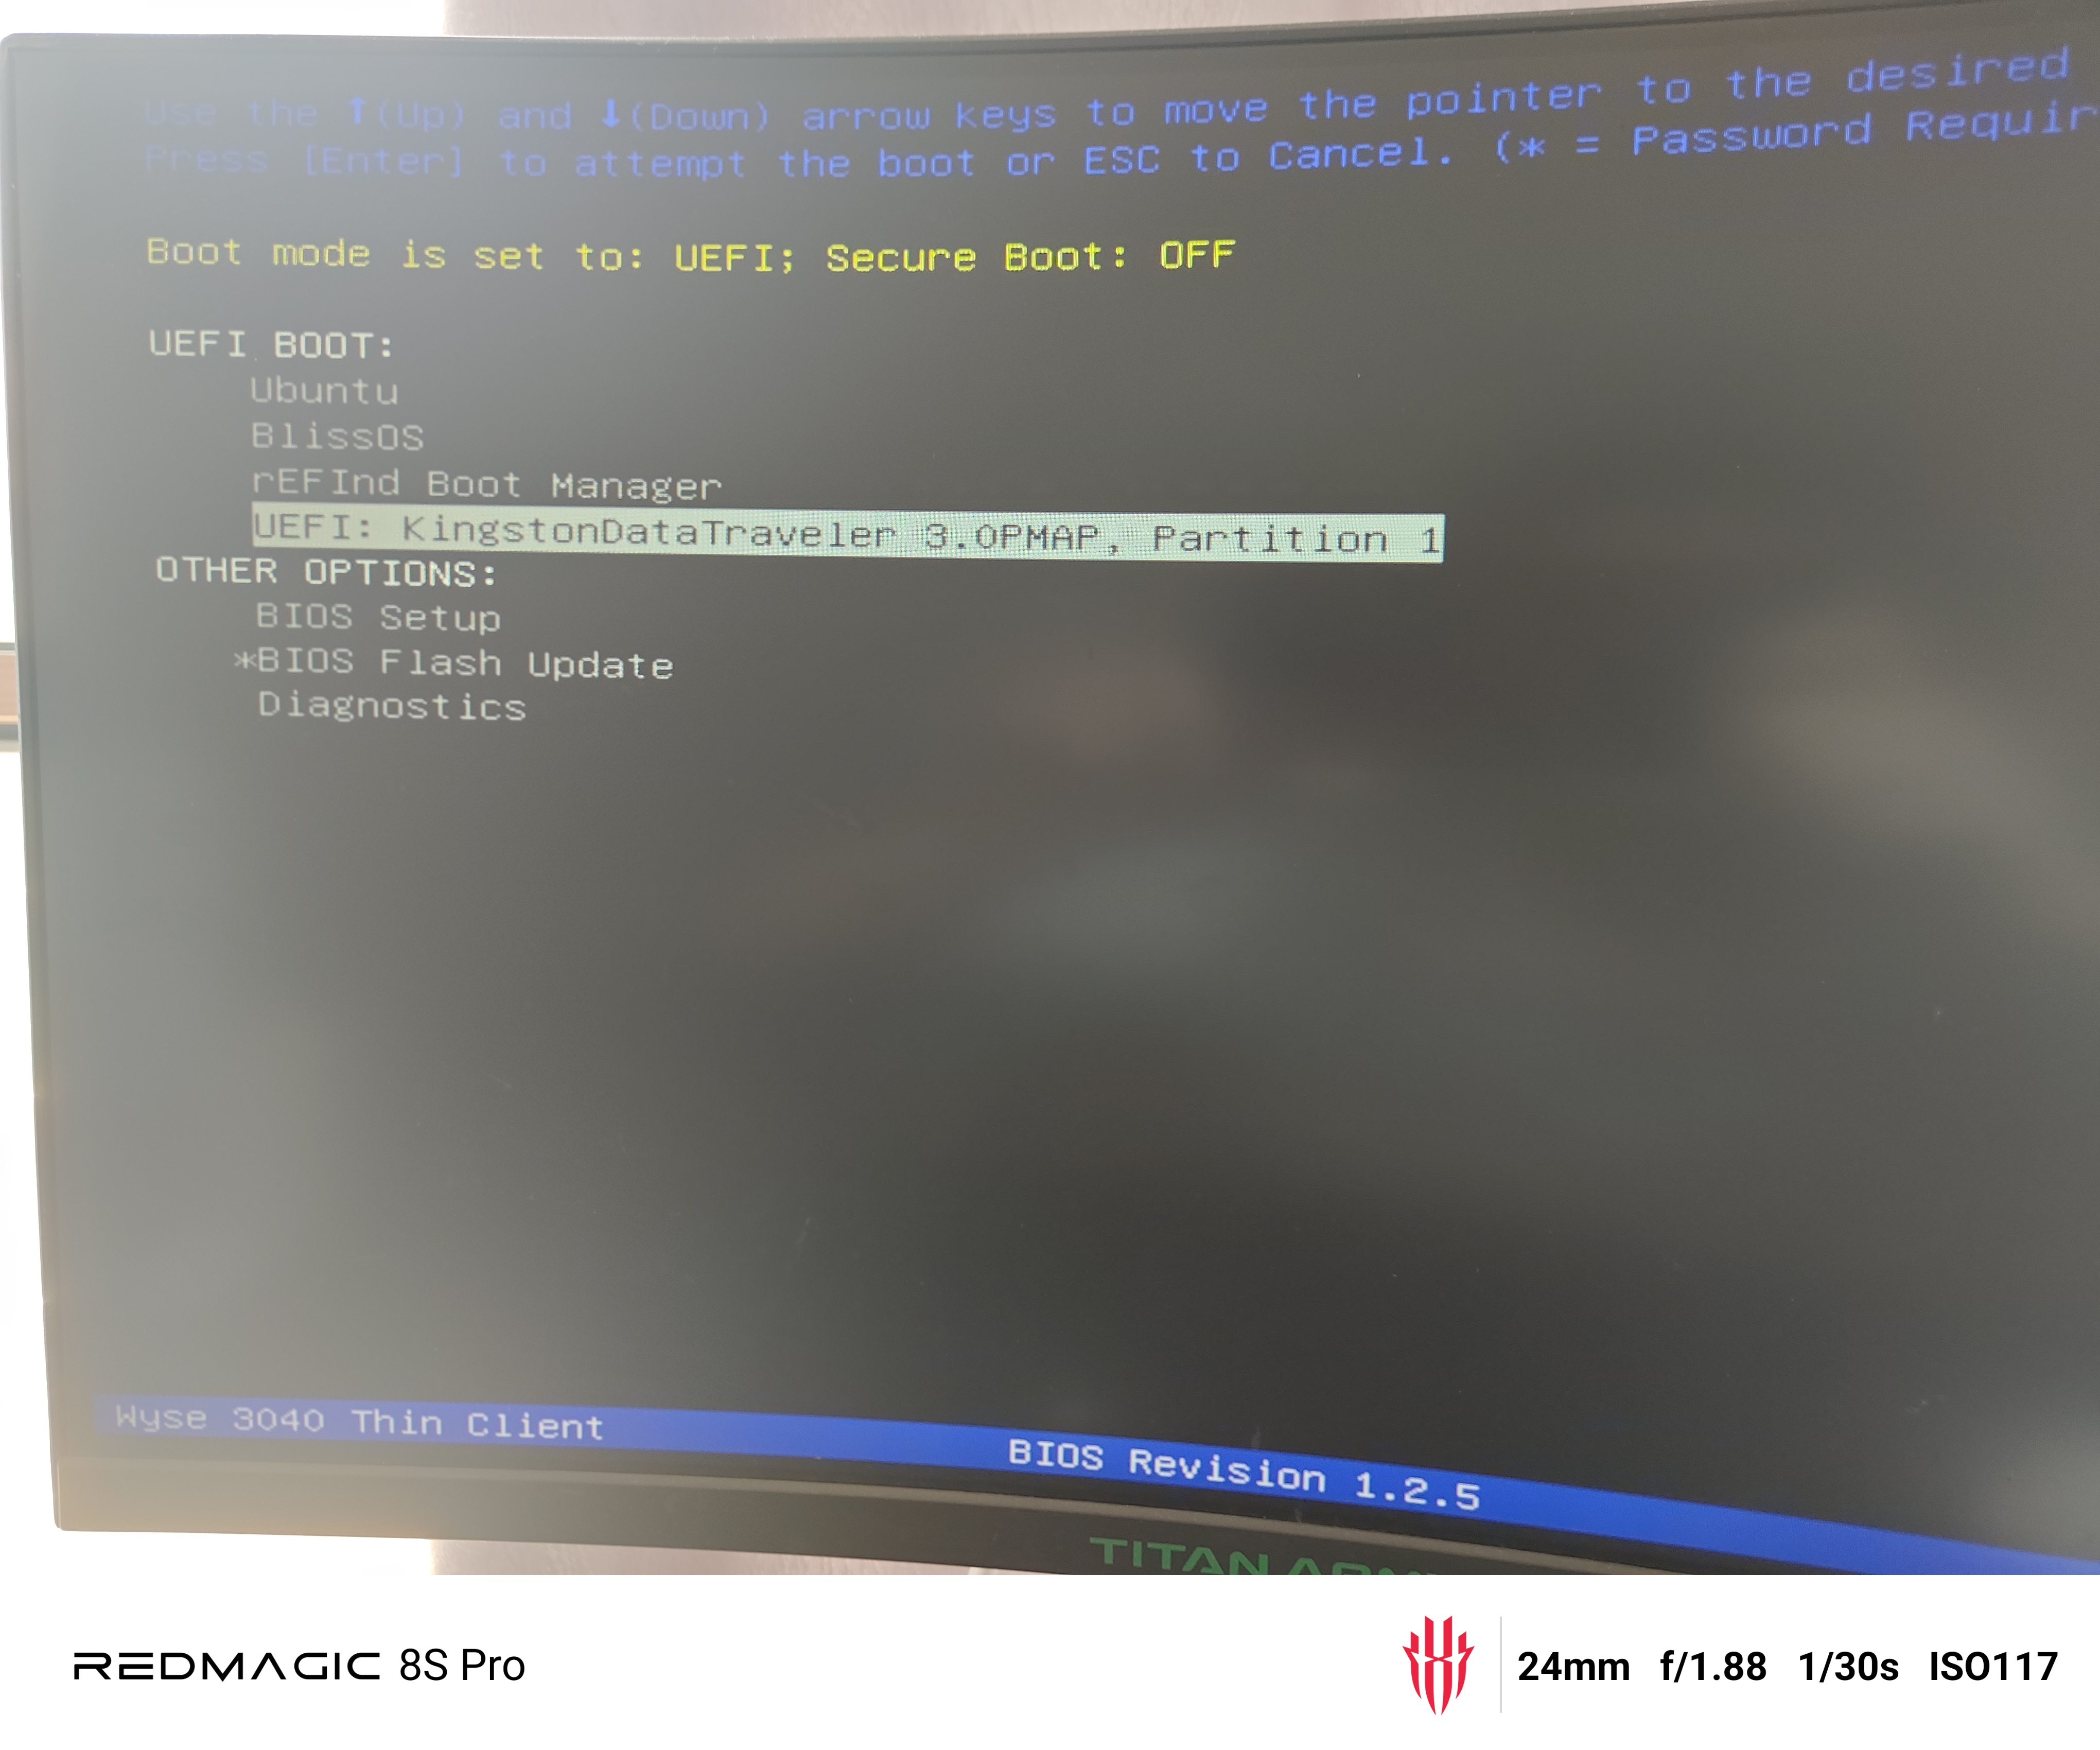 Use the ↑(Up) and ↓(Down) arrow keys to move the pointer to the desired
Press [Enter] to attempt the boot or ESC to Cancel. (* = Password Requir
Boot mode is set to: UEFI; Secure Boot: OFF
UEFI BOOT:
Ubuntu
BlissOS
rEFInd Boot Manager
UEFI: KingstonDataTraveler 3.0PMAP, Partition 1
OTHER OPTIONS:
BIOS Setup
*BIOS Flash Update
Diagnostics
Wyse 3040 Thin Client
BIOS Revision 1.2.5
TITAN
REDMAGIC 8S Pro
24mm f/1.88 1/30s ISO117